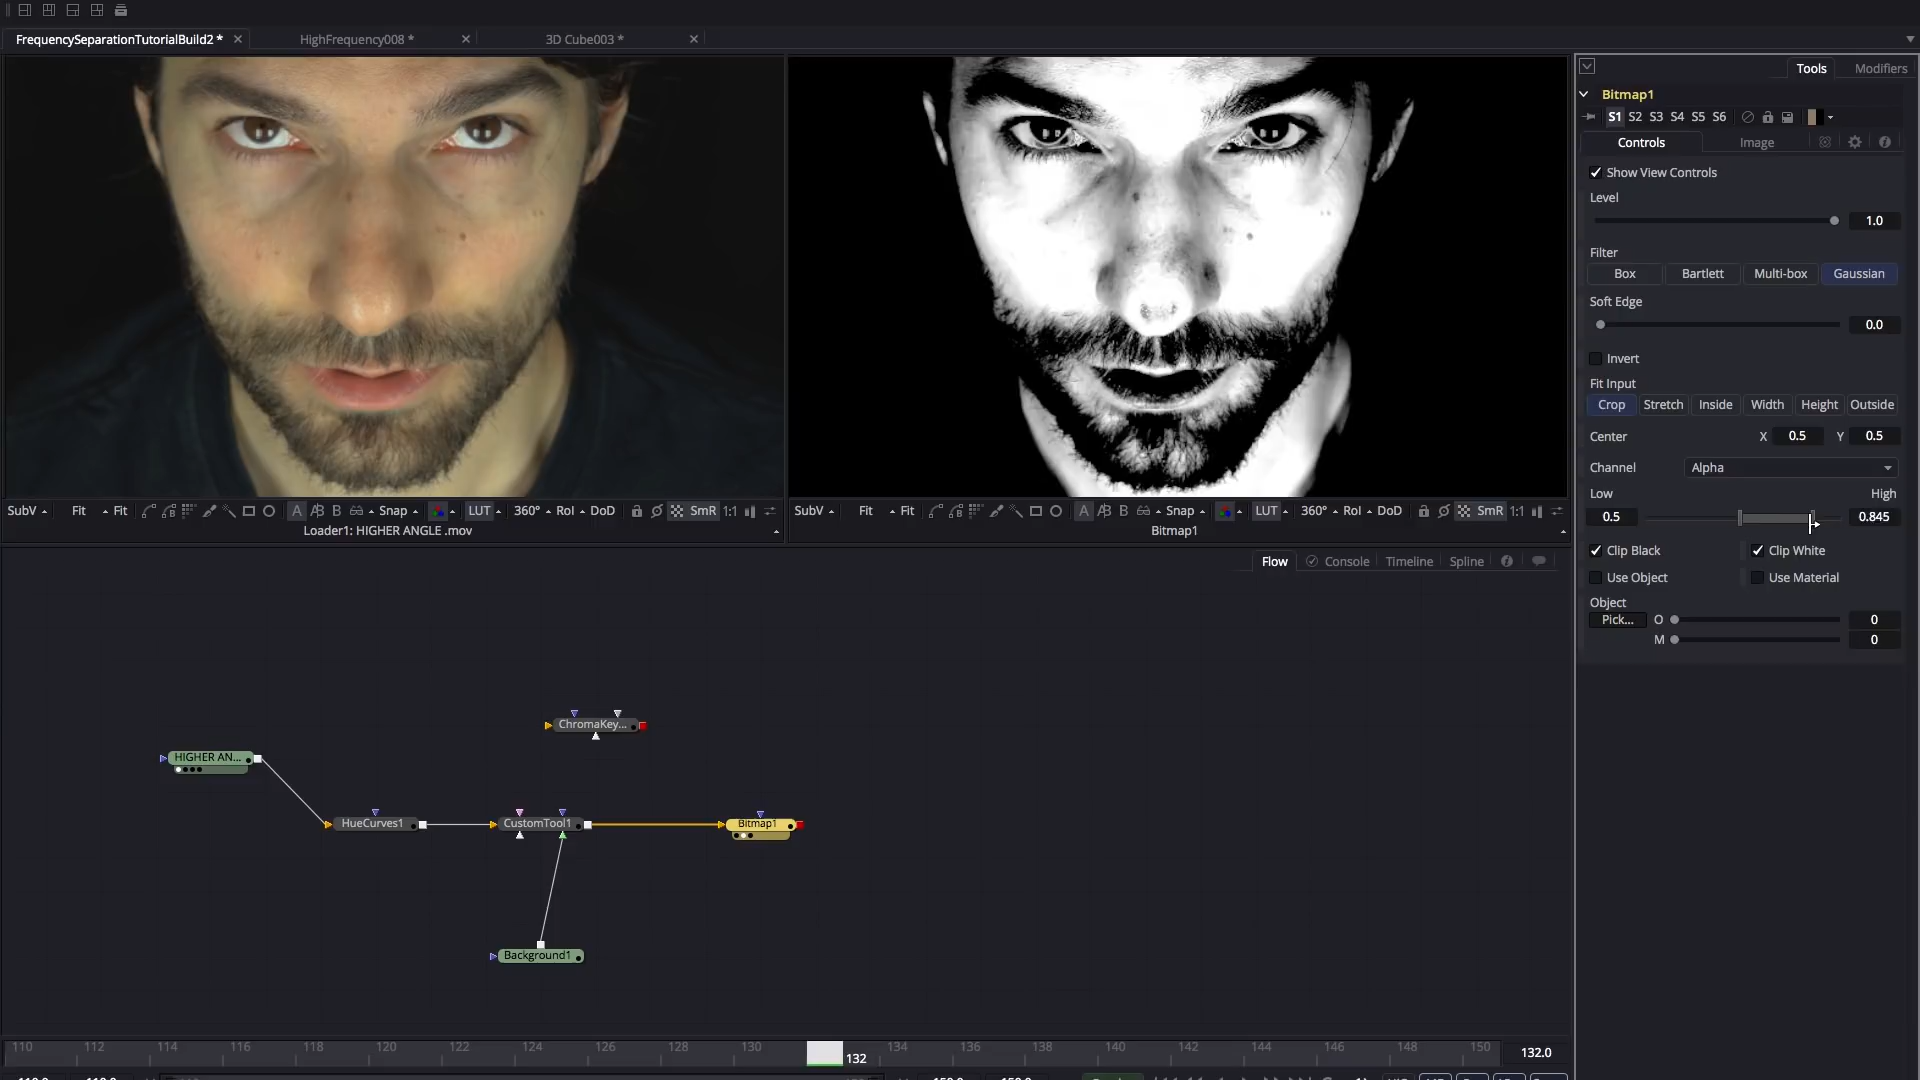 FrequencySeparationTutorialBuild2 *
HighFrequency008 *
3D Cube003 *
Tools
Modifiers
Bitmap1
S1 S2 S3 S4 S5 S6
Controls
Image
Show View Controls
Level
1.0
Filter
Box Bartlett Multi-box Gaussian
Soft Edge
0.0
Invert
Fit Input
Crop Stretch Inside Width Height Outside
Center X 0.5 Y 0.5
Channel Alpha
Low High
0.5 0.845
Clip Black Clip White
Use Object Use Material
Object
Pick... O 0
M 0
SubV Fit Fit A B Snap LUT 360° RoI DoD SmR 1:1
Loader1: HIGHER ANGLE .mov
SubV Fit Fit A B Snap LUT 360° RoI DoD SmR 1:1
Bitmap1
Flow Console Timeline Spline
ChromaKey...
HIGHER AN...
HueCurves1
CustomTool1
Bitmap1
Background1
110 112 114 116 118 120 122 124 126 128 130 132 134 136 138 140 142 144 146 148 150
132.0